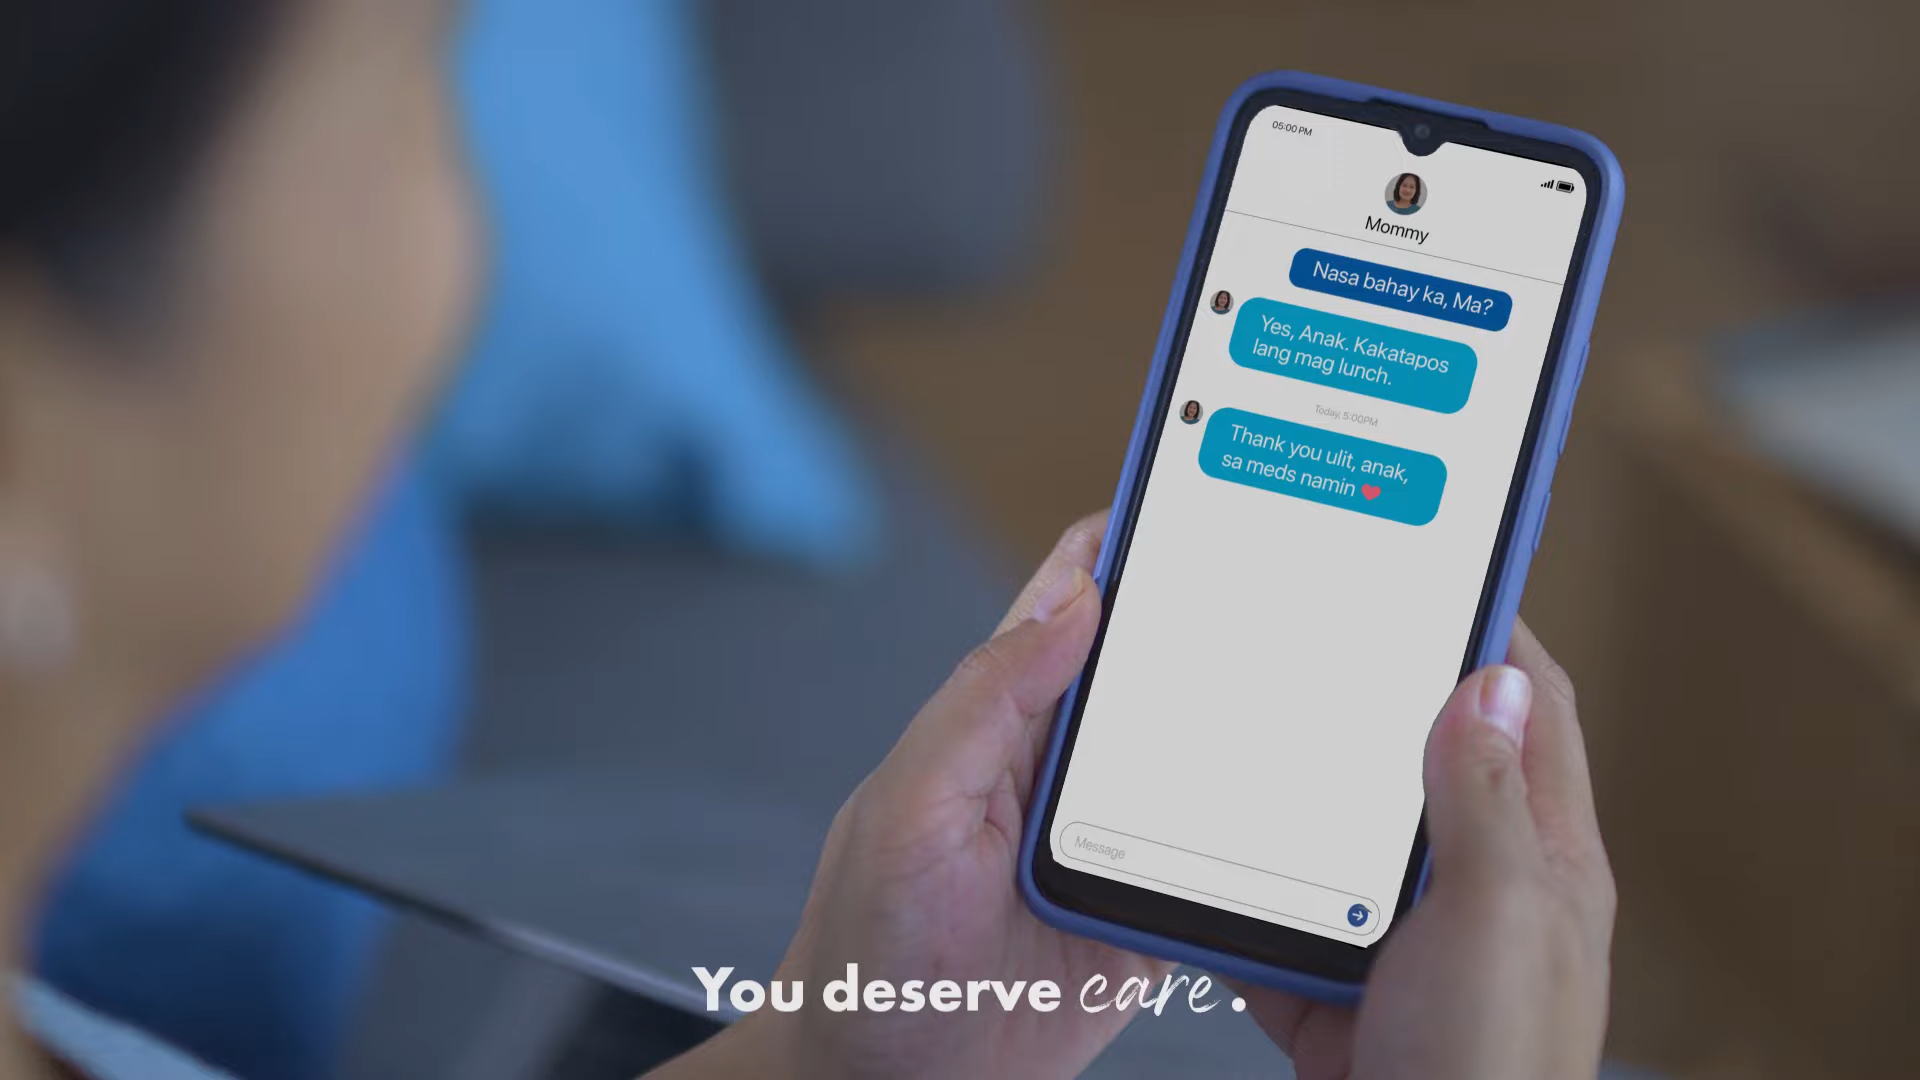 05:00 PM
Mommy
Nasa bahay ka, Ma?
Yes, Anak. Kakatapos
lang mag lunch.
Today, 5:00PM
Thank you ulit, anak,
sa meds namin ❤️
Message
You deserve care.